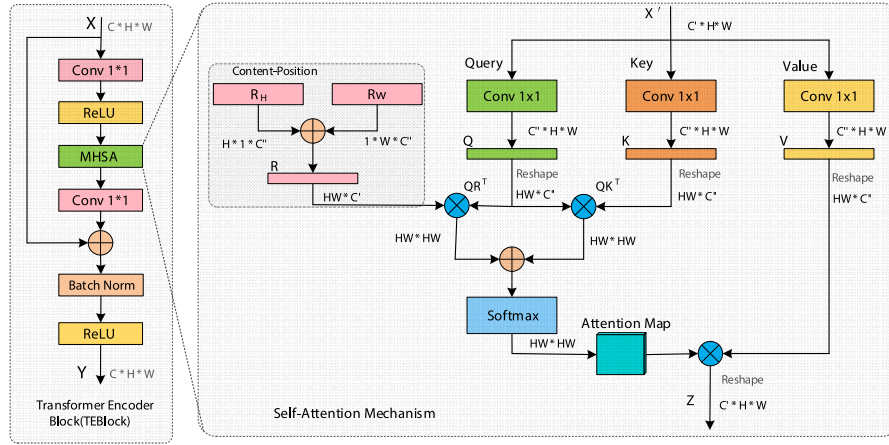 X
C * H * W
Conv 1*1
ReLU
MHSA
Conv 1*1
Batch Norm
ReLU
Y
C * H * W
Transformer Encoder
Block(TEBlock)
X ′
C' * H * W
Content-Position
R H
Rw
H * 1 * C''
1 * W * C''
R
HW * C'
Query
Key
Value
Conv 1x1
Conv 1x1
Conv 1x1
C'' * H * W
C'' * H * W
C'' * H * W
Q
K
V
Reshape
Reshape
Reshape
HW * C''
HW * C''
HW * C''
QR T
QK T
HW * HW
HW * HW
Softmax
HW * HW
Attention Map
Reshape
Z
C' * H * W
Self-Attention Mechanism